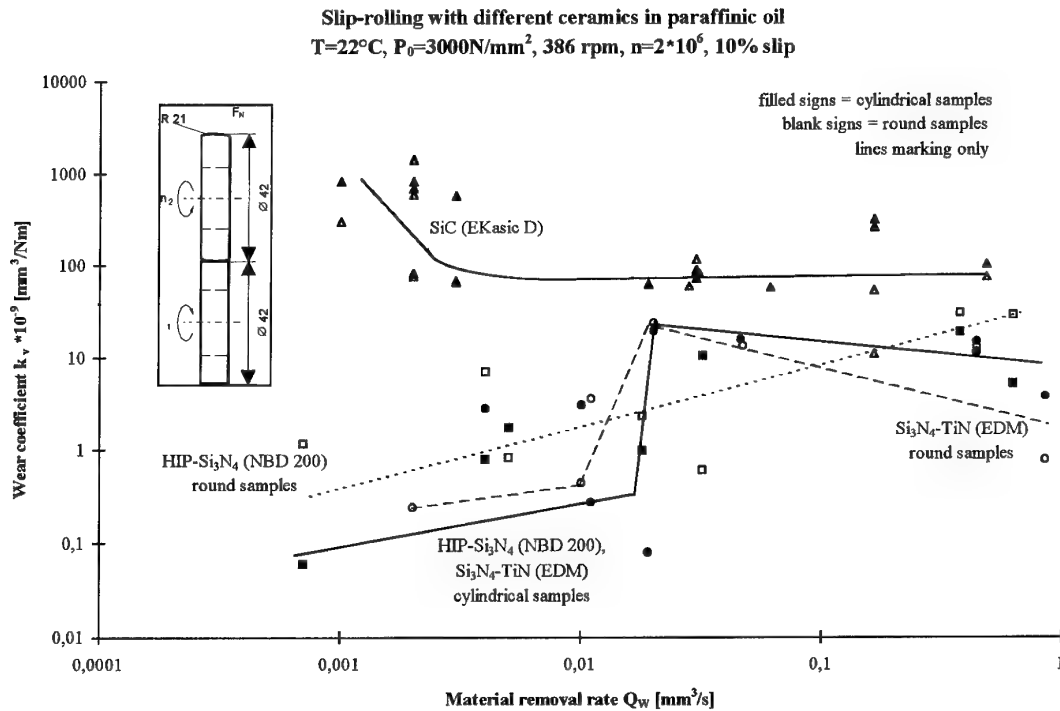 Slip-rolling with different ceramics in paraffinic oil
T=22°C, P₀=3000N/mm², 386 rpm, n=2*10⁶, 10% slip
10000
1000
100
10
1
0,1
0,01
Wear coefficient kᵥ *10⁻⁹ [mm³/Nm]
R 21
F_N
n₂
Ø 42
1
Ø 42
filled signs = cylindrical samples
blank signs = round samples
lines marking only
SiC (EKasic D)
HIP-Si₃N₄ (NBD 200)
round samples
Si₃N₄-TiN (EDM)
round samples
HIP-Si₃N₄ (NBD 200),
Si₃N₄-TiN (EDM)
cylindrical samples
0,0001
0,001
0,01
0,1
1
Material removal rate Q_W [mm³/s]